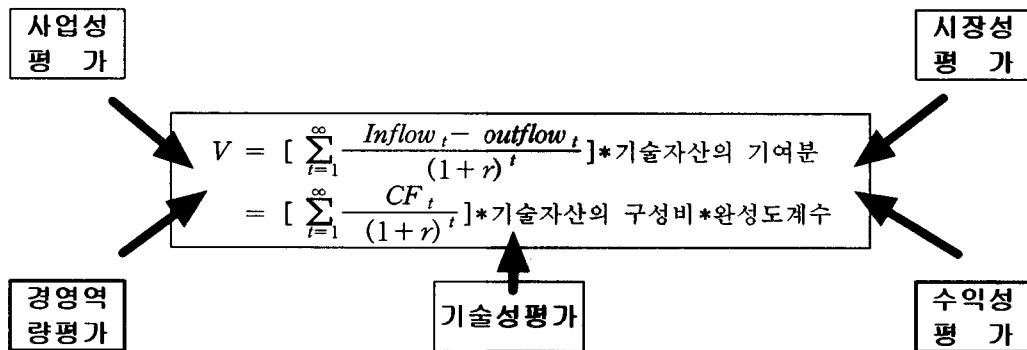 사업성
평 가
시장성
평 가
V = [ ∑_{t=1}^{∞} \frac{Inflow_t − outflow_t}{(1+r)^t} ]*기술자산의 기여분
= [ ∑_{t=1}^{∞} \frac{CF_t}{(1+r)^t} ]*기술자산의 구성비*완성도계수
경영역
량평가
기술성평가
수익성
평 가